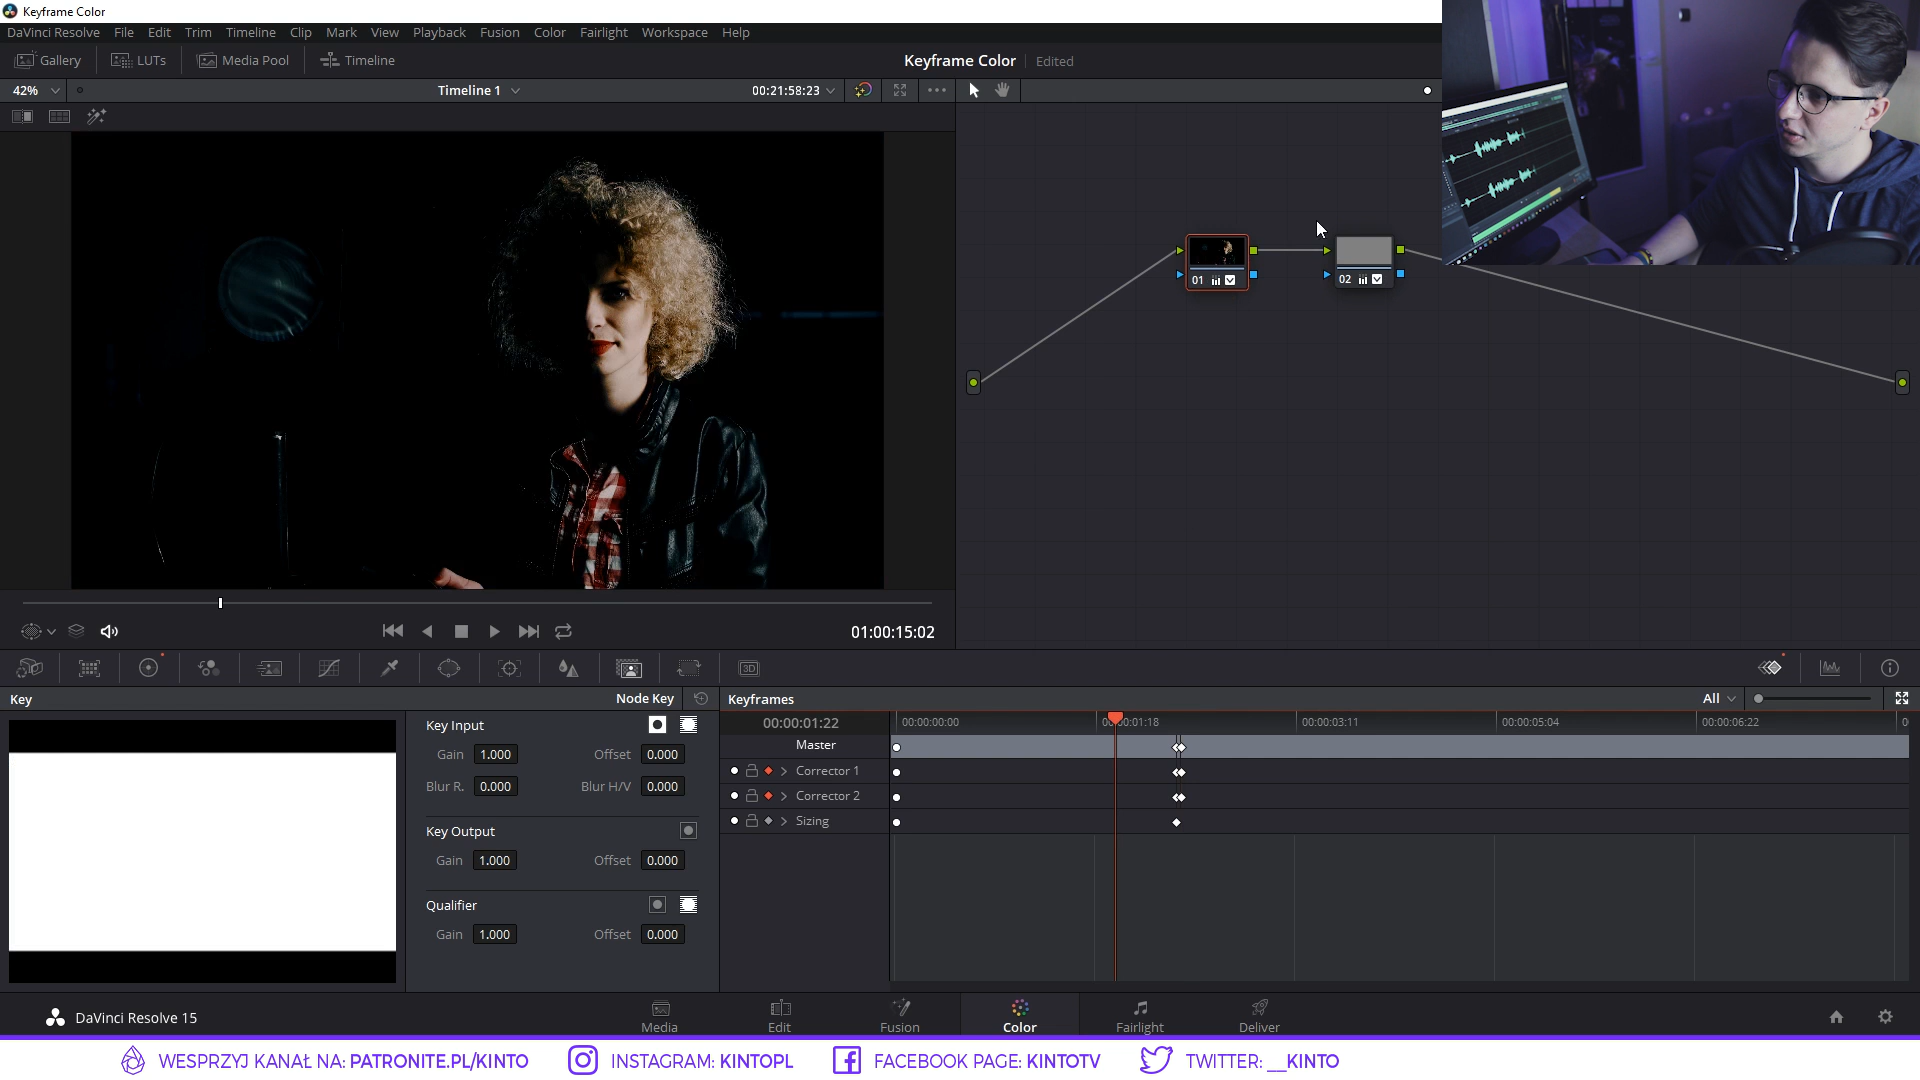 Keyframe Color
DaVinci Resolve File Edit Trim Timeline Clip Mark View Playback Fusion Color Fairlight Workspace Help
Gallery LUTs Media Pool Timeline Keyframe Color Edited
42% Timeline 1 00:21:58:23
01 02
01:00:15:02
3D
Key Node Key
Key Input
Gain 1.000 Offset 0.000
Blur R. 0.000 Blur H/V 0.000
Key Output
Gain 1.000 Offset 0.000
Qualifier
Gain 1.000 Offset 0.000
Keyframes All
00:00:01:22 00:00:00:00 00:00:01:18 00:00:03:11 00:00:05:04 00:00:06:22 0
Master
Corrector 1
Corrector 2
Sizing
DaVinci Resolve 15 Media Edit Fusion Color Fairlight Deliver
WESPRZYJ KANAŁ NA: PATRONITE.PL/KINTO INSTAGRAM: KINTOPL FACEBOOK PAGE: KINTOTV TWITTER: __KINTO